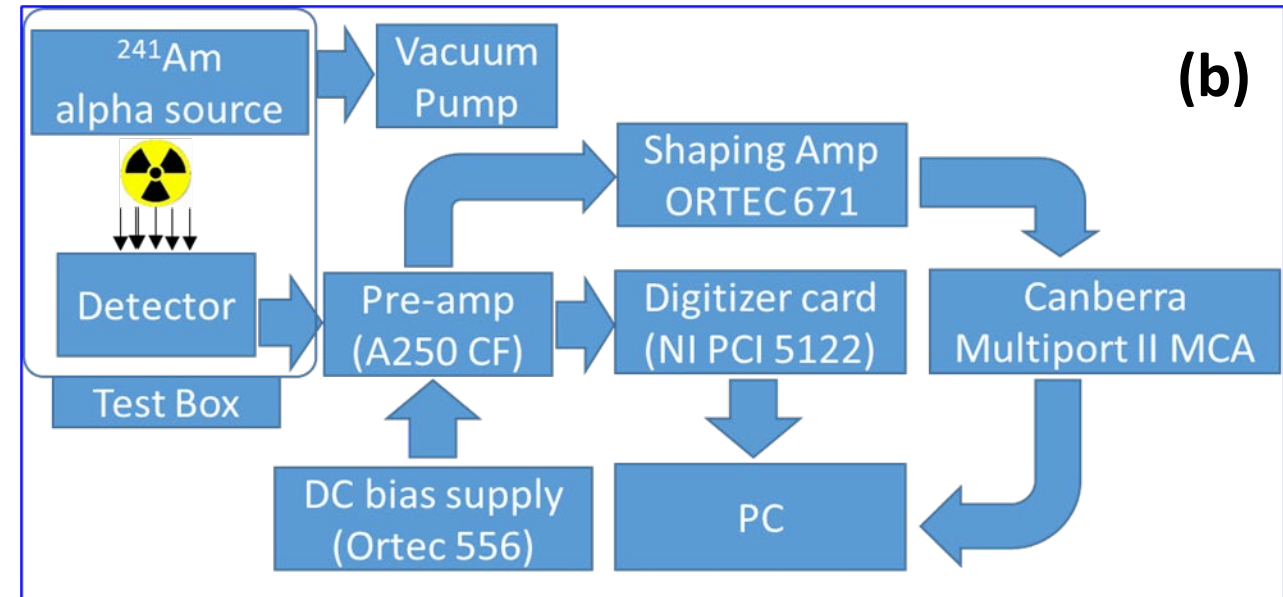 ²⁴¹Am
alpha source
Vacuum
Pump
(b)
Shaping Amp
ORTEC 671
Detector
Pre-amp
(A250 CF)
Digitizer card
(NI PCI 5122)
Canberra
Multiport II MCA
Test Box
DC bias supply
(Ortec 556)
PC